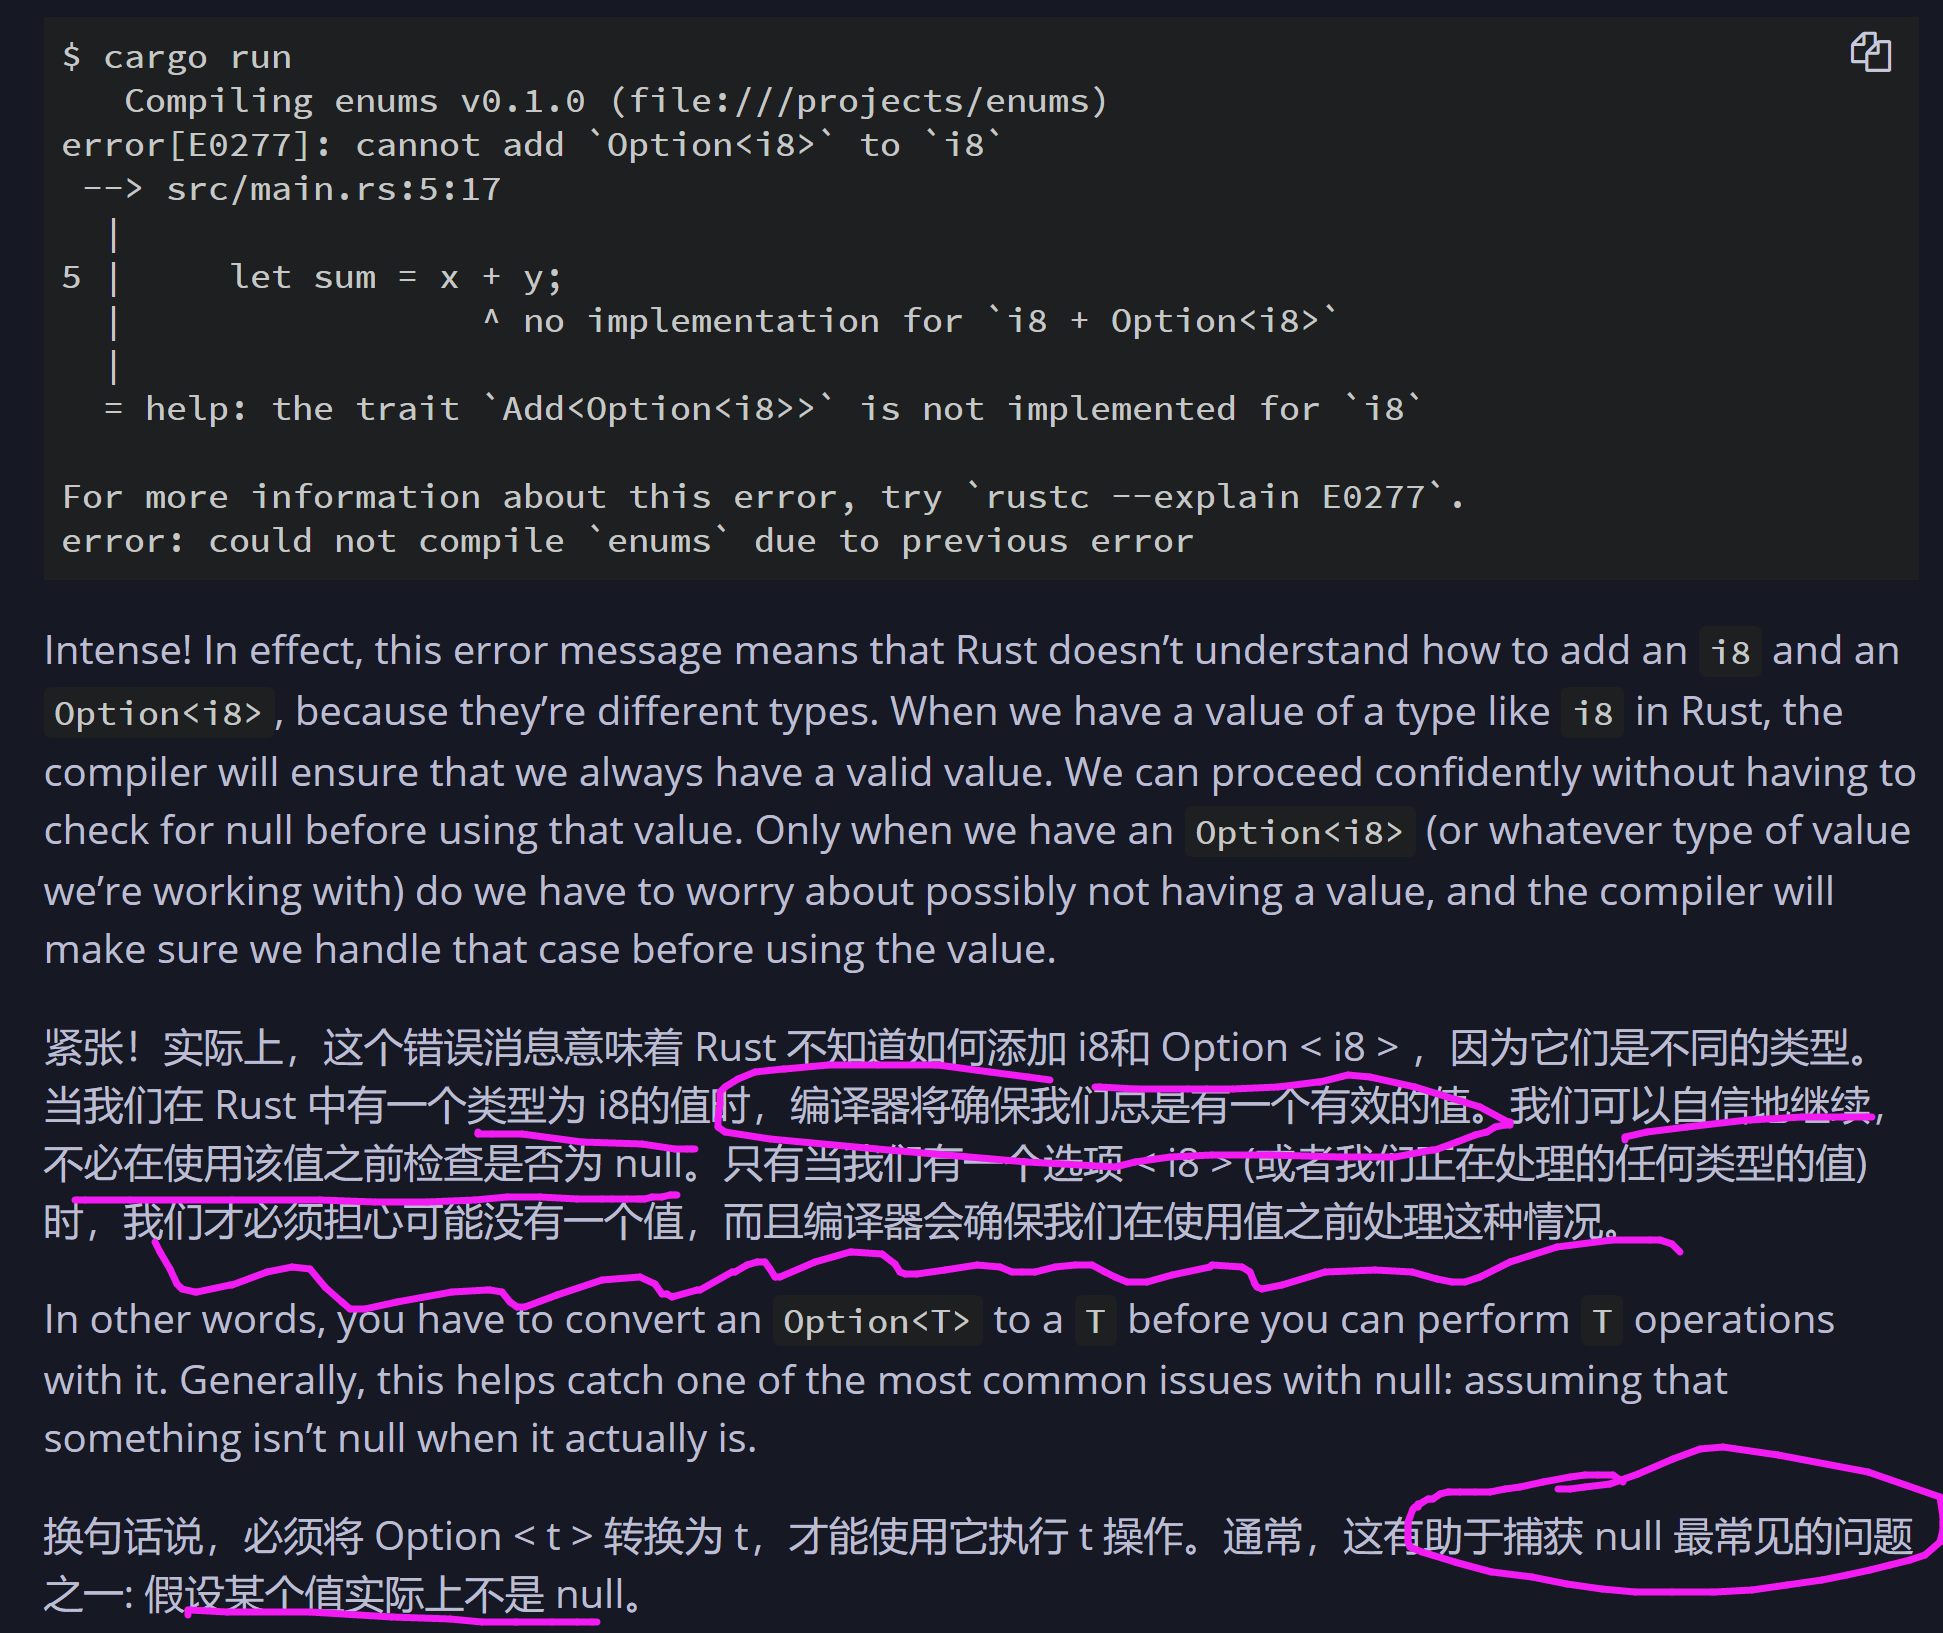 $ cargo run
   Compiling enums v0.1.0 (file:///projects/enums)
error[E0277]: cannot add `Option<i8>` to `i8`
 --> src/main.rs:5:17
  |
5 |     let sum = x + y;
  |                 ^ no implementation for `i8 + Option<i8>`
  |
  = help: the trait `Add<Option<i8>>` is not implemented for `i8`
For more information about this error, try `rustc --explain E0277`.
error: could not compile `enums` due to previous error
Intense! In effect, this error message means that Rust doesn’t understand how to add an i8 and an
Option<i8>, because they’re different types. When we have a value of a type like i8 in Rust, the
compiler will ensure that we always have a valid value. We can proceed confidently without having to
check for null before using that value. Only when we have an Option<i8> (or whatever type of value
we’re working with) do we have to worry about possibly not having a value, and the compiler will
make sure we handle that case before using the value.
紧张！实际上，这个错误消息意味着 Rust 不知道如何添加 i8和 Option < i8 > ，因为它们是不同的类型。
当我们在 Rust 中有一个类型为 i8的值时，编译器将确保我们总是有一个有效的值。我们可以自信地继续，
不必在使用该值之前检查是否为 null。只有当我们有一个选项 < i8 > (或者我们正在处理的任何类型的值)
时，我们才必须担心可能没有一个值，而且编译器会确保我们在使用值之前处理这种情况。
In other words, you have to convert an Option<T> to a T before you can perform T operations
with it. Generally, this helps catch one of the most common issues with null: assuming that
something isn’t null when it actually is.
换句话说，必须将 Option < t > 转换为 t，才能使用它执行 t 操作。通常，这有助于捕获 null 最常见的问题
之一: 假设某个值实际上不是 null。